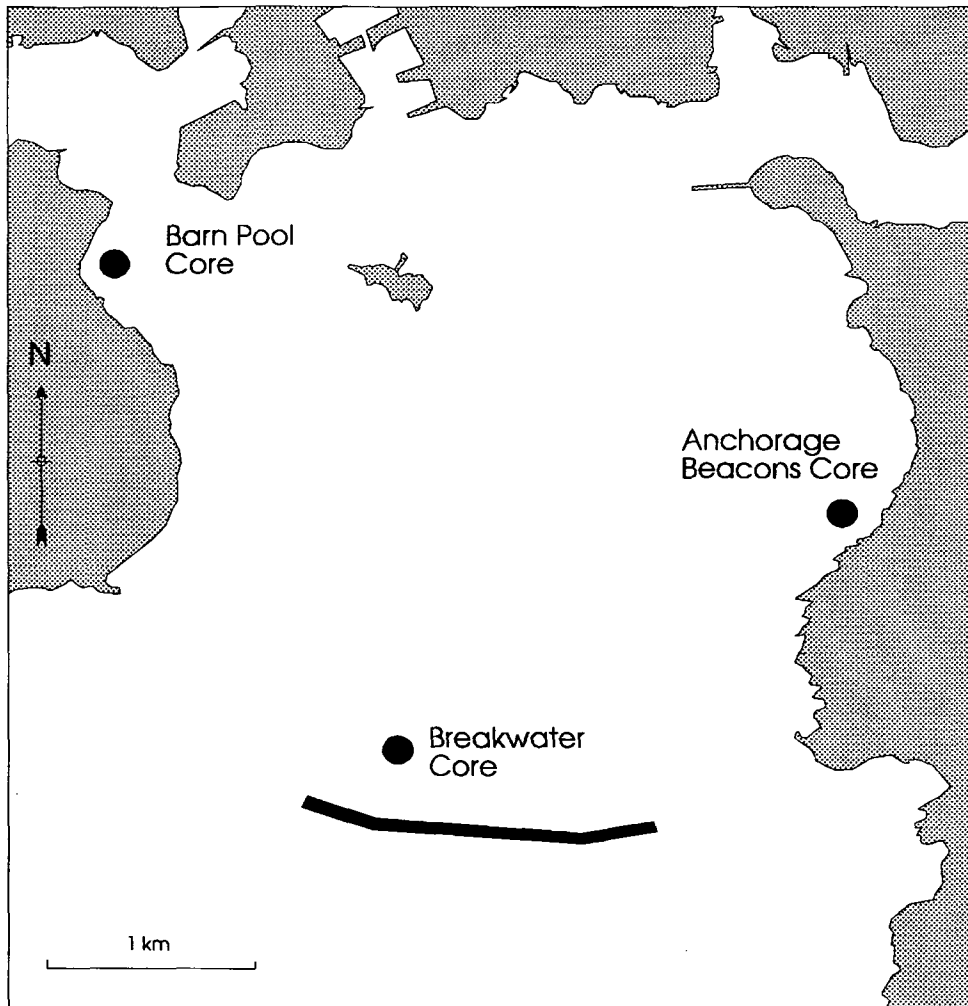 Barn Pool
Core
N
Anchorage
Beacons Core
Breakwater
Core
1 km